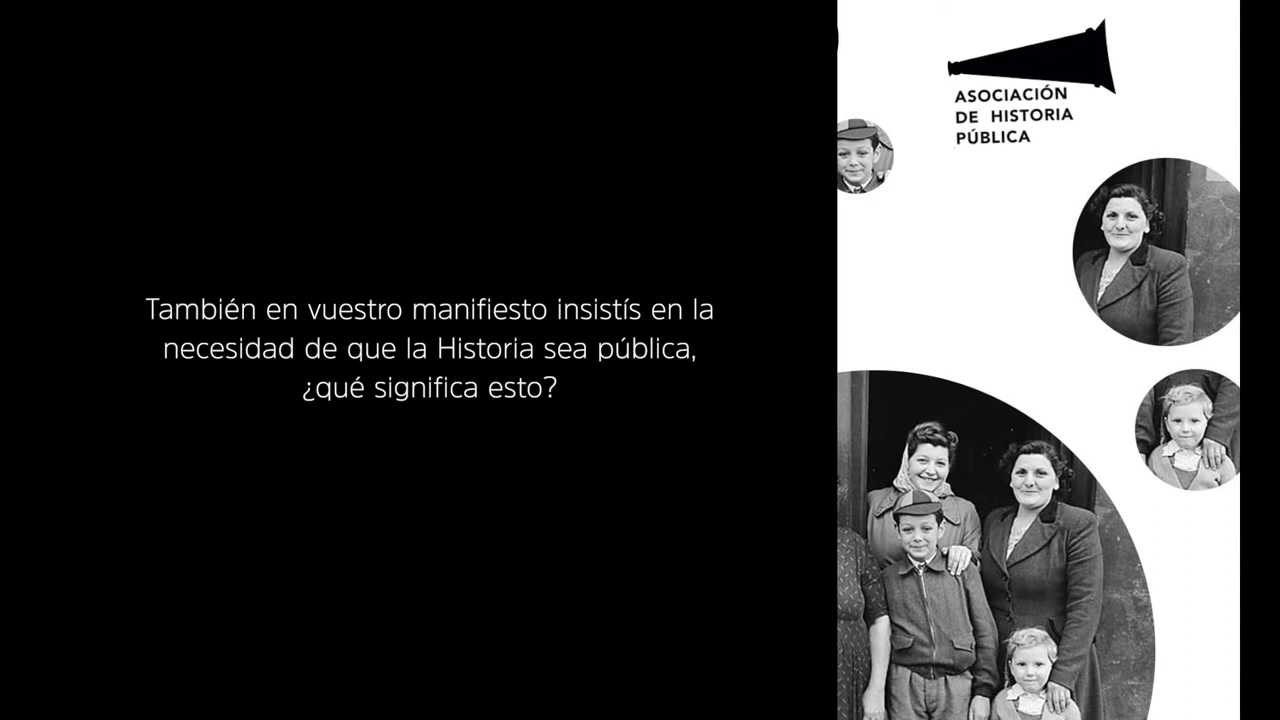 También en vuestro manifiesto insistís en la
necesidad de que la Historia sea pública,
¿qué significa esto?
ASOCIACIÓN
DE HISTORIA
PÚBLICA